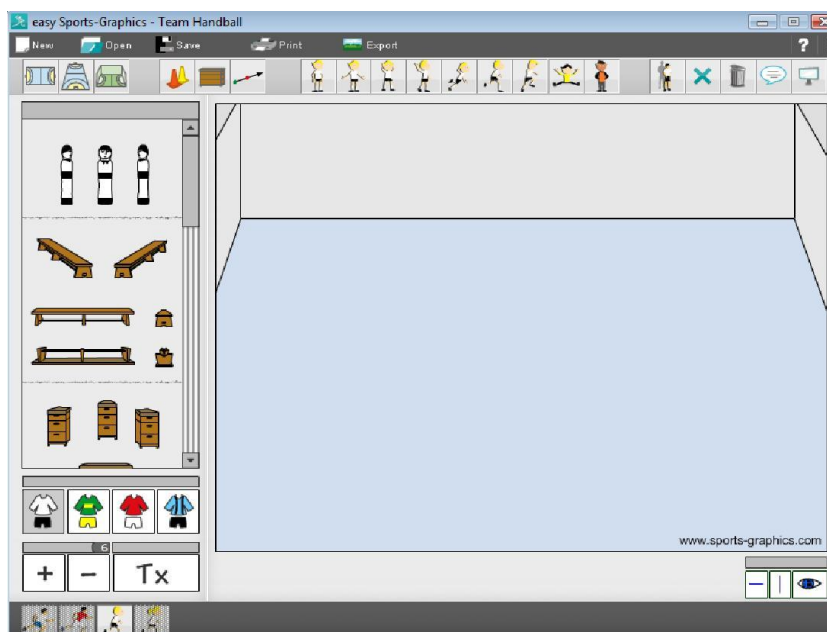 easy Sports-Graphics - Team Handball
New Open Save Print Export ?
www.sports-graphics.com
6
+ - Tx